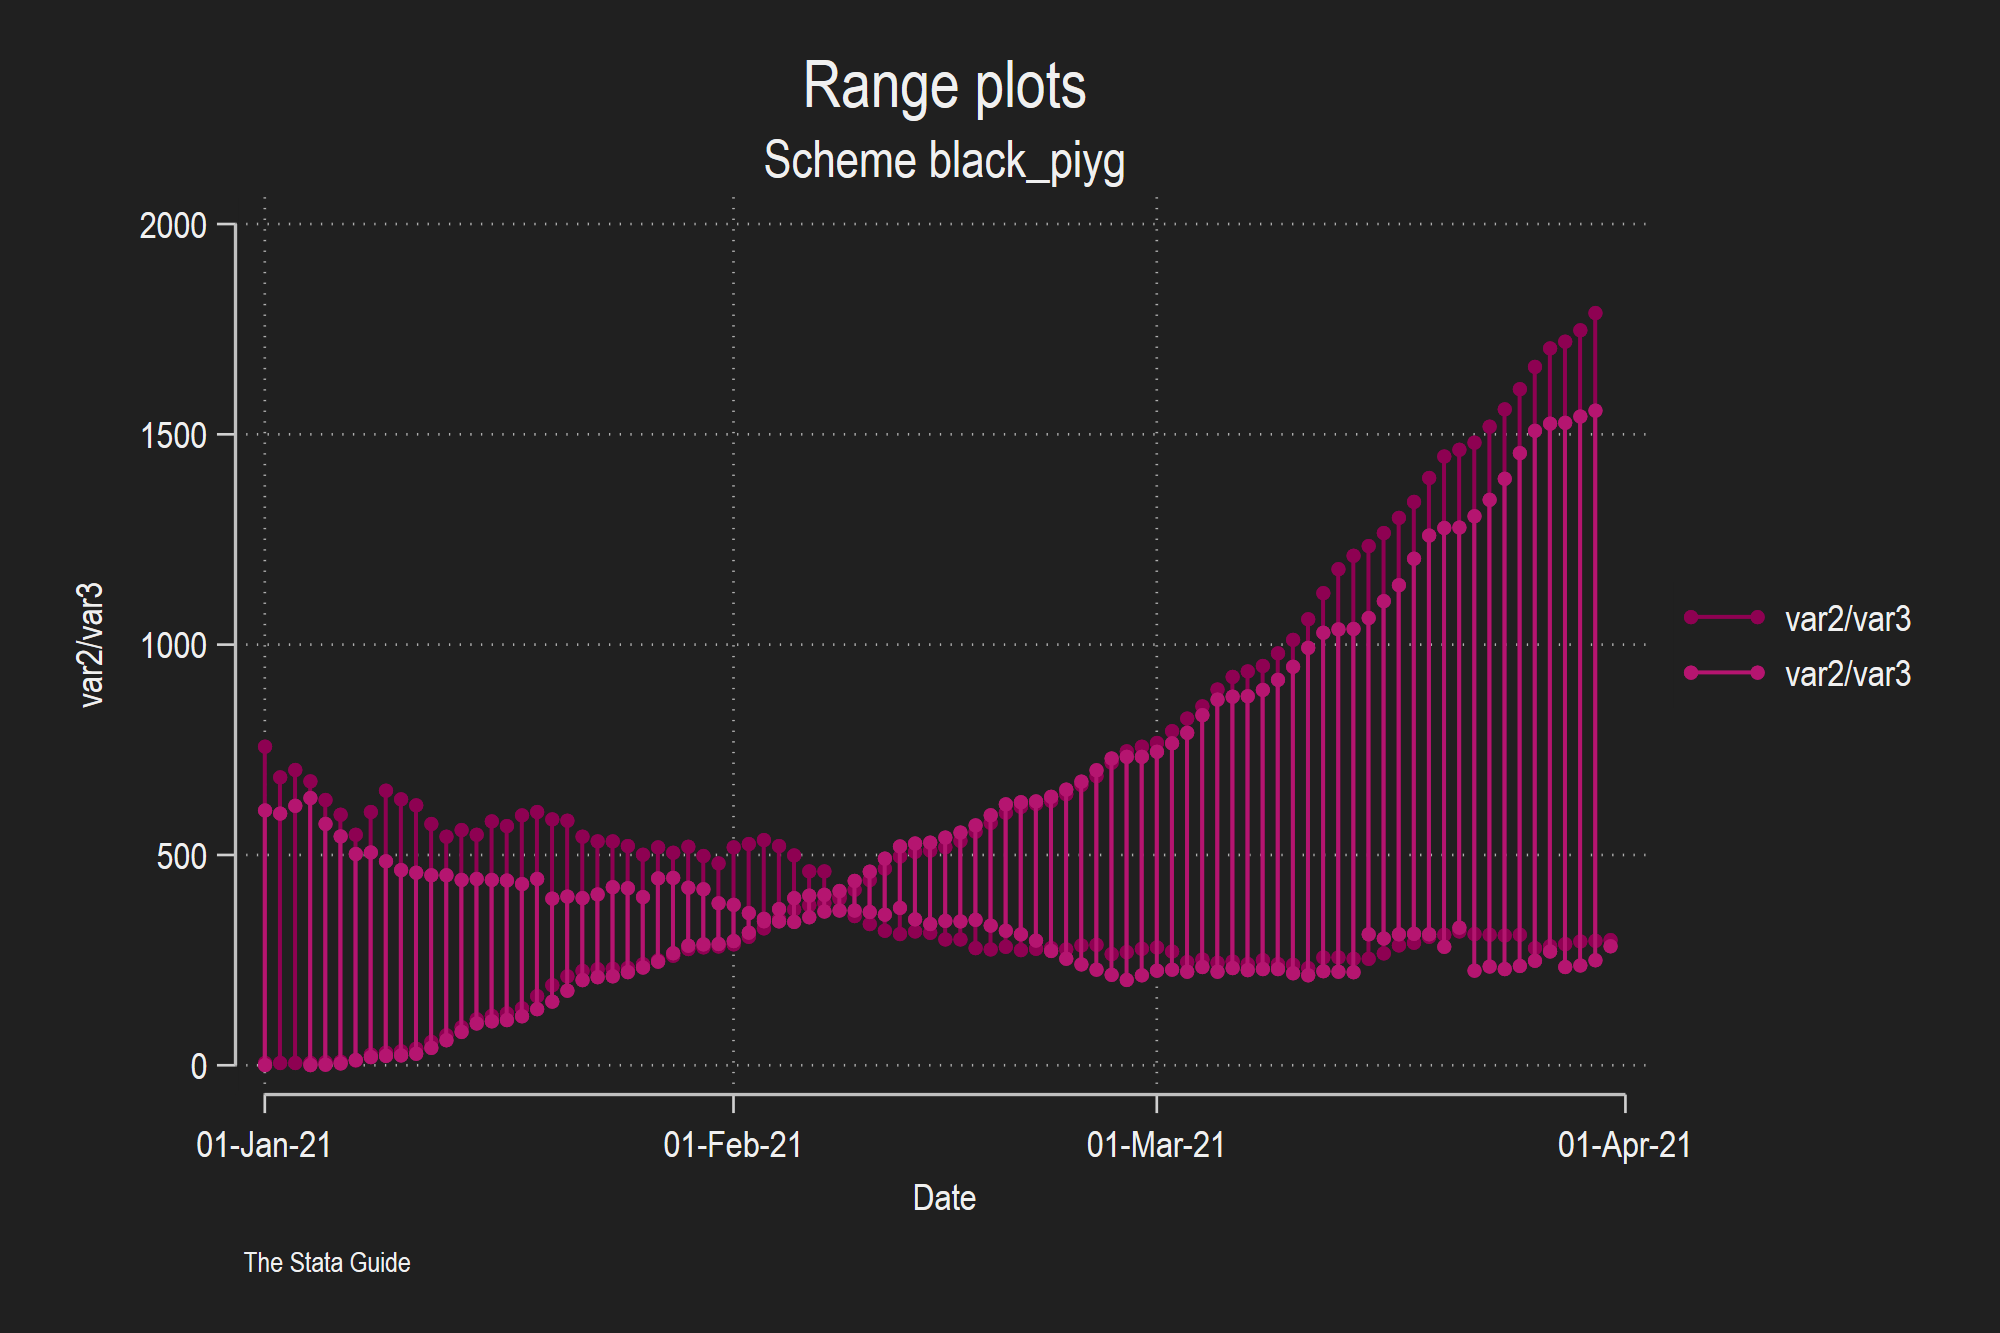 Range plots
Scheme black_piyg
2000
1500
1000
500
0
var2/var3
var2/var3
var2/var3
01-Jan-21
01-Feb-21
01-Mar-21
01-Apr-21
Date
The Stata Guide